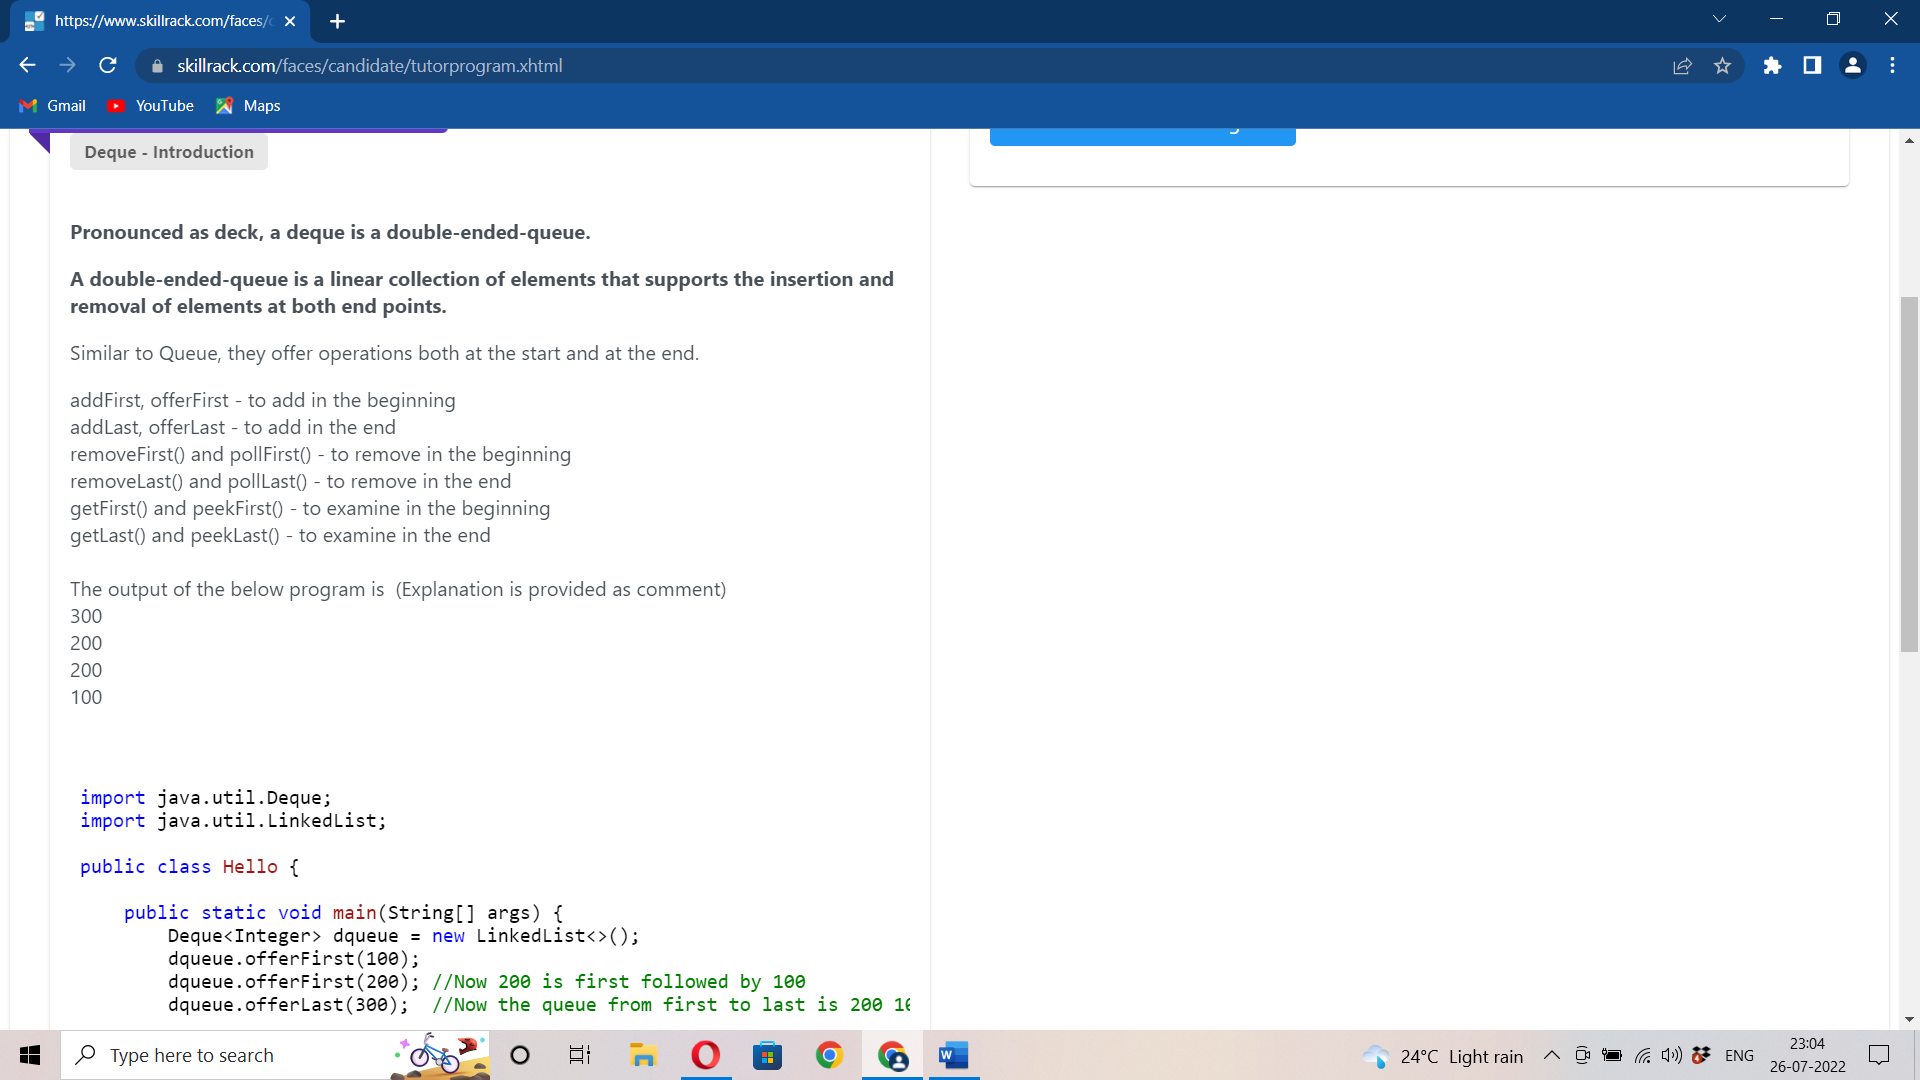 https://www.skillrack.com/faces/c
skillrack.com/faces/candidate/tutorprogram.xhtml
Gmail YouTube Maps
Deque - Introduction
Pronounced as deck, a deque is a double-ended-queue.
A double-ended-queue is a linear collection of elements that supports the insertion and
removal of elements at both end points.
Similar to Queue, they offer operations both at the start and at the end.
addFirst, offerFirst - to add in the beginning
addLast, offerLast - to add in the end
removeFirst() and pollFirst() - to remove in the beginning
removeLast() and pollLast() - to remove in the end
getFirst() and peekFirst() - to examine in the beginning
getLast() and peekLast() - to examine in the end
The output of the below program is  (Explanation is provided as comment)
300
200
200
100
import java.util.Deque;
import java.util.LinkedList;
public class Hello {
public static void main(String[] args) {
Deque<Integer> dqueue = new LinkedList<>();
dqueue.offerFirst(100);
dqueue.offerFirst(200); //Now 200 is first followed by 100
dqueue.offerLast(300);  //Now the queue from first to last is 200
Type here to search
24°C Light rain
ENG
23:04
26-07-2022